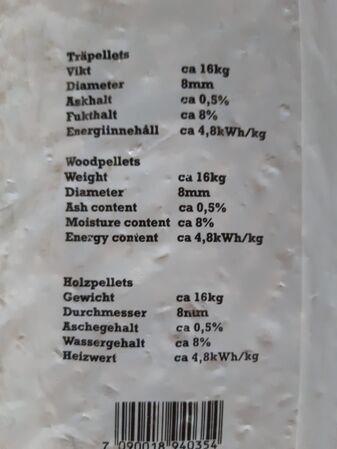 Träpellets
Vikt ca 16kg
Diameter 8mm
Askhalt ca 0,5%
Fukthalt ca 8%
Energiinnehåll ca 4,8kWh/kg
Woodpellets
Weight ca 16kg
Diameter 8mm
Ash content ca 0,5%
Moisture content ca 8%
Energy content ca 4,8kWh/kg
Holzpellets
Gewicht ca 16kg
Durchmesser 8mm
Aschegehalt ca 0,5%
Wassergehalt ca 8%
Heizwert ca 4,8kWh/kg
7 090018 940354